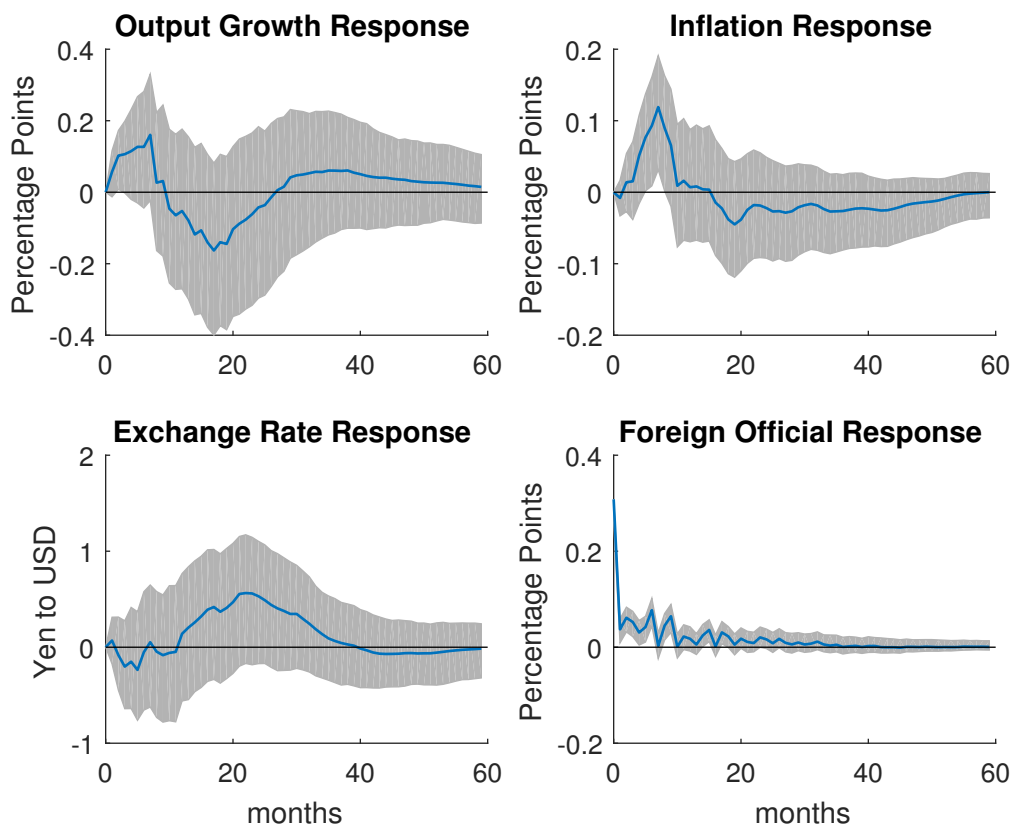 Output Growth Response
Percentage Points
0.4
0.2
0
-0.2
-0.4
0 20 40 60
Inflation Response
Percentage Points
0.2
0.1
0
-0.1
-0.2
0 20 40 60
Exchange Rate Response
Yen to USD
2
1
0
-1
0 20 40 60
months
Foreign Official Response
Percentage Points
0.4
0.2
0
-0.2
0 20 40 60
months